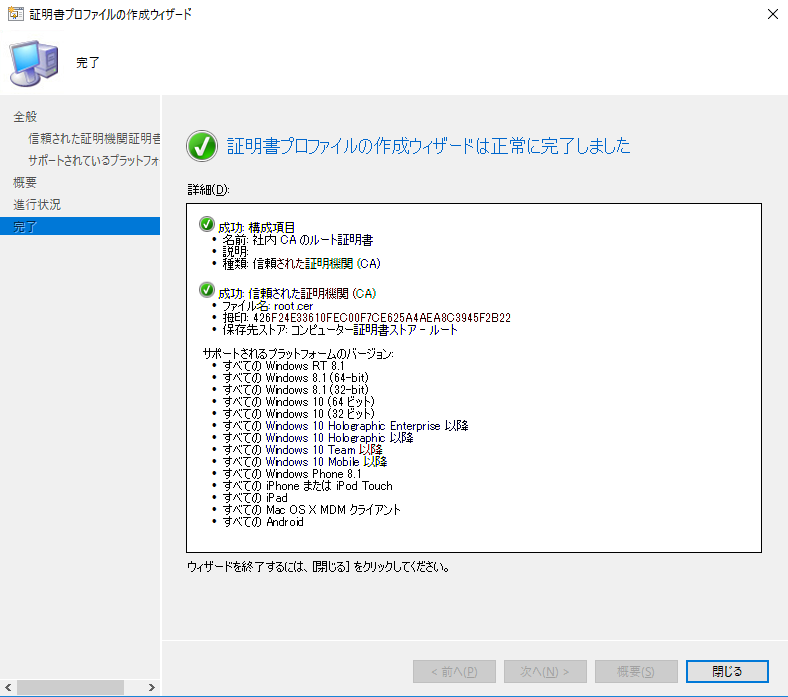 証明書プロファイルの作成ウィザード
完了
全般
信頼された証明機関証明書
サポートされているプラットフォ
概要
進行状況
完了
証明書プロファイルの作成ウィザードは正常に完了しました
詳細(D):
成功: 構成項目
• 名前: 社内 CA のルート証明書
• 説明:
• 種類: 信頼された証明機関 (CA)
成功: 信頼された証明機関 (CA)
• ファイル名: root.cer
• 拇印: 426F24E33610FEC00F7CE625A4AEA8C3945F2B22
• 保存先ストア: コンピューター証明書ストア - ルート
サポートされるプラットフォームのバージョン:
• すべての Windows RT 8.1
• すべての Windows 8.1 (64-bit)
• すべての Windows 8.1 (32-bit)
• すべての Windows 10 (64 ビット)
• すべての Windows 10 (32 ビット)
• すべての Windows 10 Holographic Enterprise 以降
• すべての Windows 10 Holographic 以降
• すべての Windows 10 Team 以降
• すべての Windows 10 Mobile 以降
• すべての Windows Phone 8.1
• すべての iPhone または iPod Touch
• すべての iPad
• すべての Mac OS X MDM クライアント
• すべての Android
ウィザードを終了するには、[閉じる] をクリックしてください。
< 前へ(P)
次へ(N) >
概要(S)
閉じる